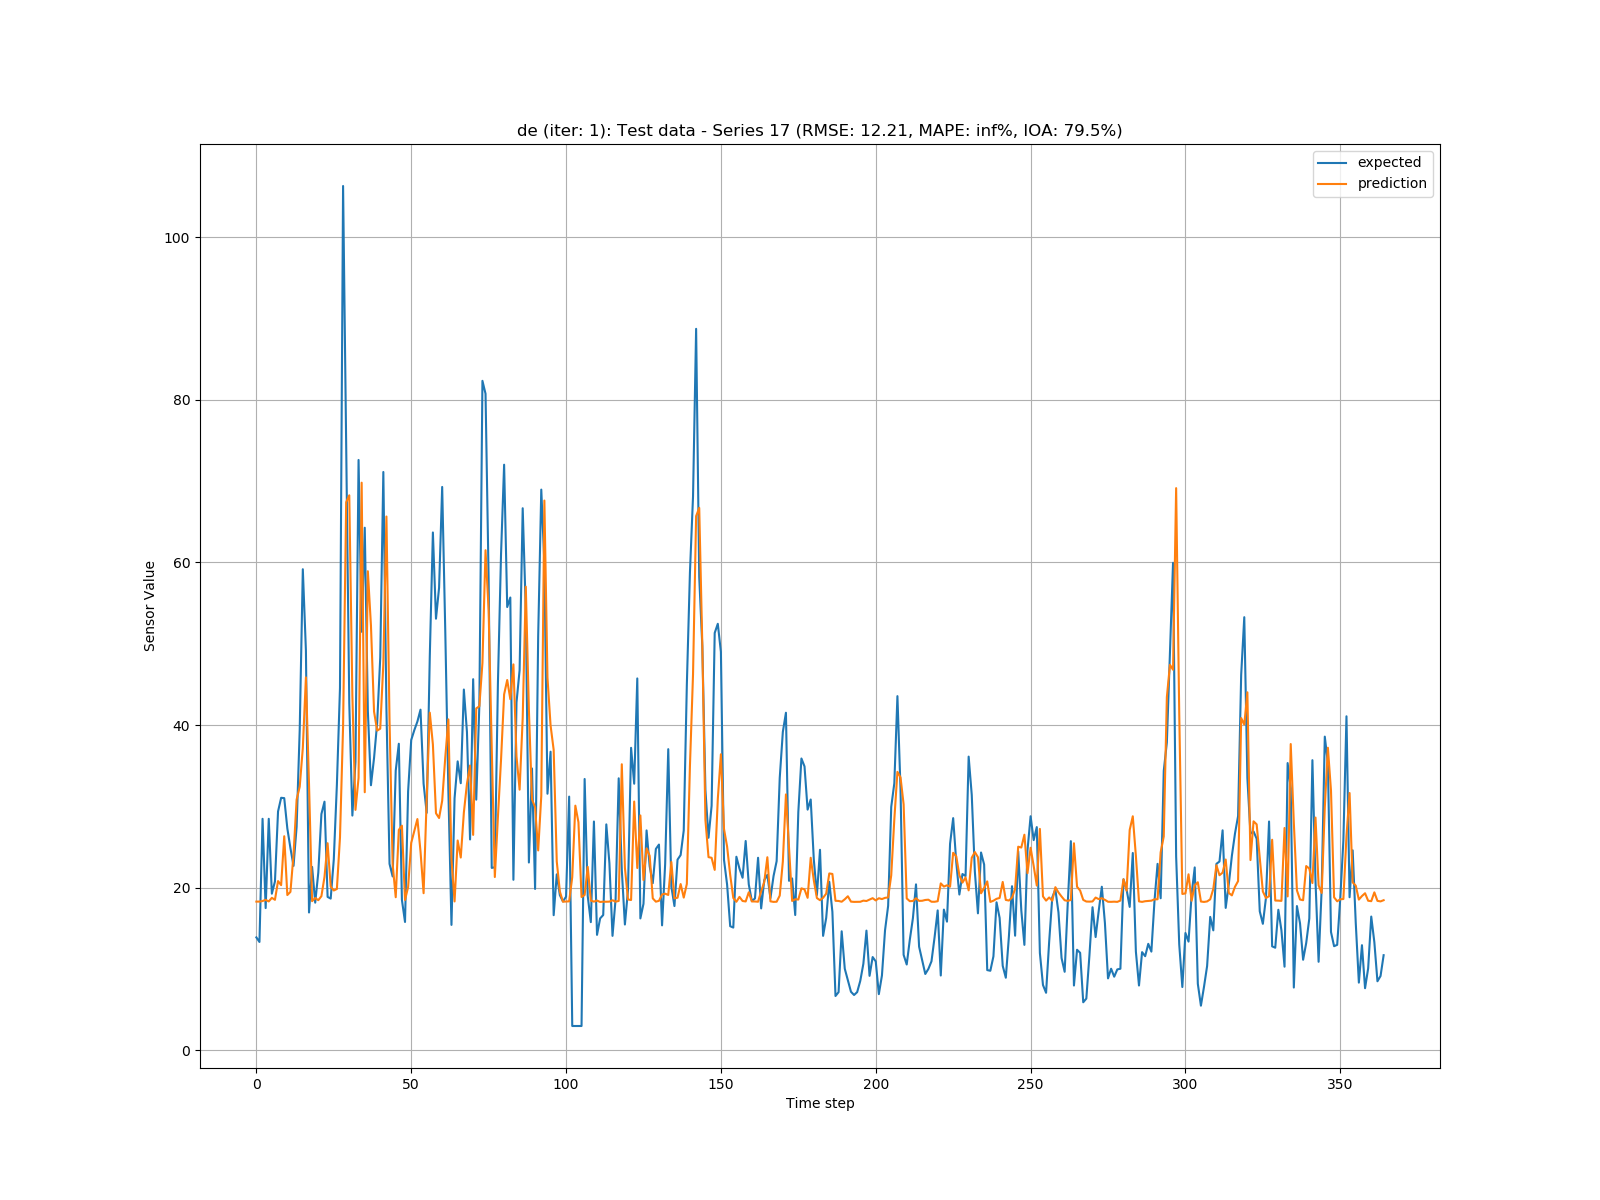 de (iter: 1): Test data - Series 17 (RMSE: 12.21, MAPE: inf%, IOA: 79.5%)
expected
prediction
Sensor Value
100
80
60
40
20
0
0 50 100 150 200 250 300 350
Time step